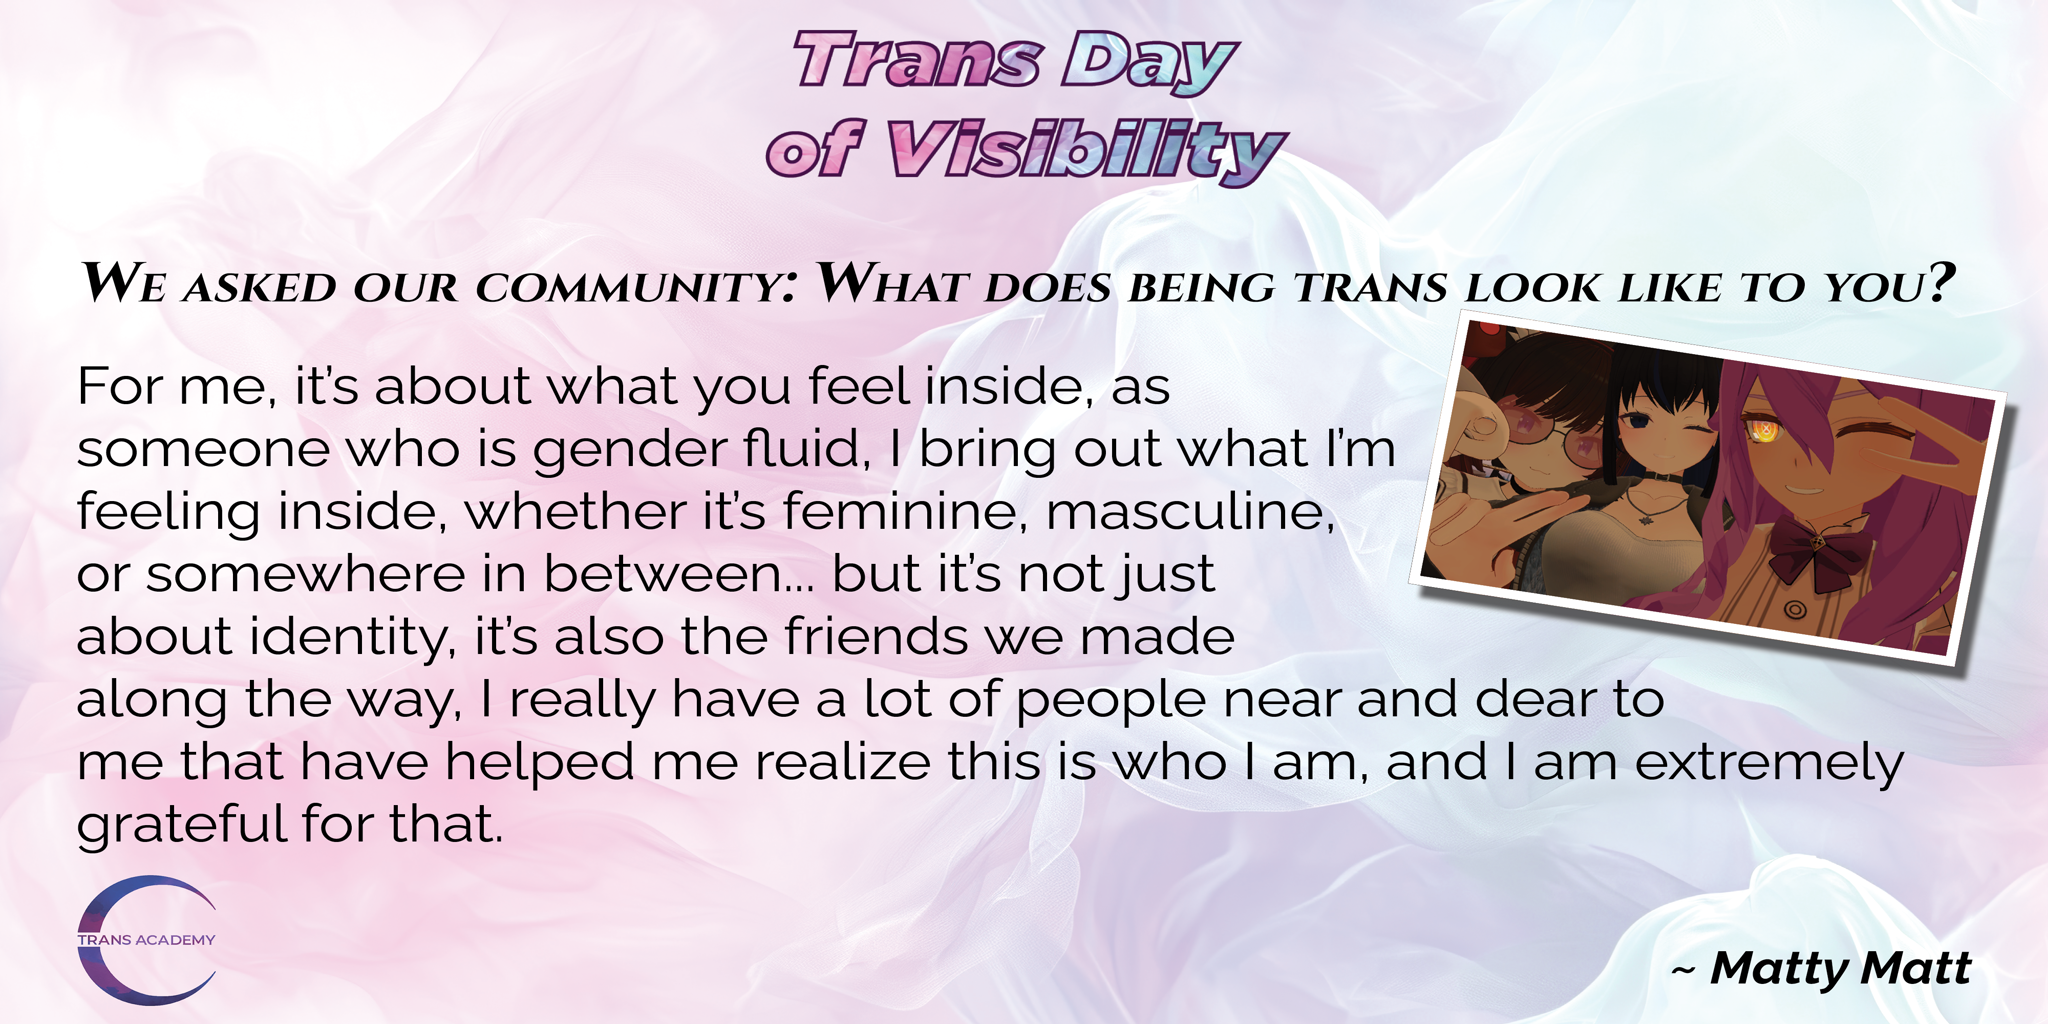 Trans Day
of Visibility
We asked our community: What does being trans look like to you?
For me, it's about what you feel inside, as
someone who is gender fluid, I bring out what I'm
feeling inside, whether it's feminine, masculine,
or somewhere in between... but it's not just
about identity, it's also the friends we made
along the way, I really have a lot of people near and dear to
me that have helped me realize this is who I am, and I am extremely
grateful for that.
TRANS ACADEMY
~ Matty Matt